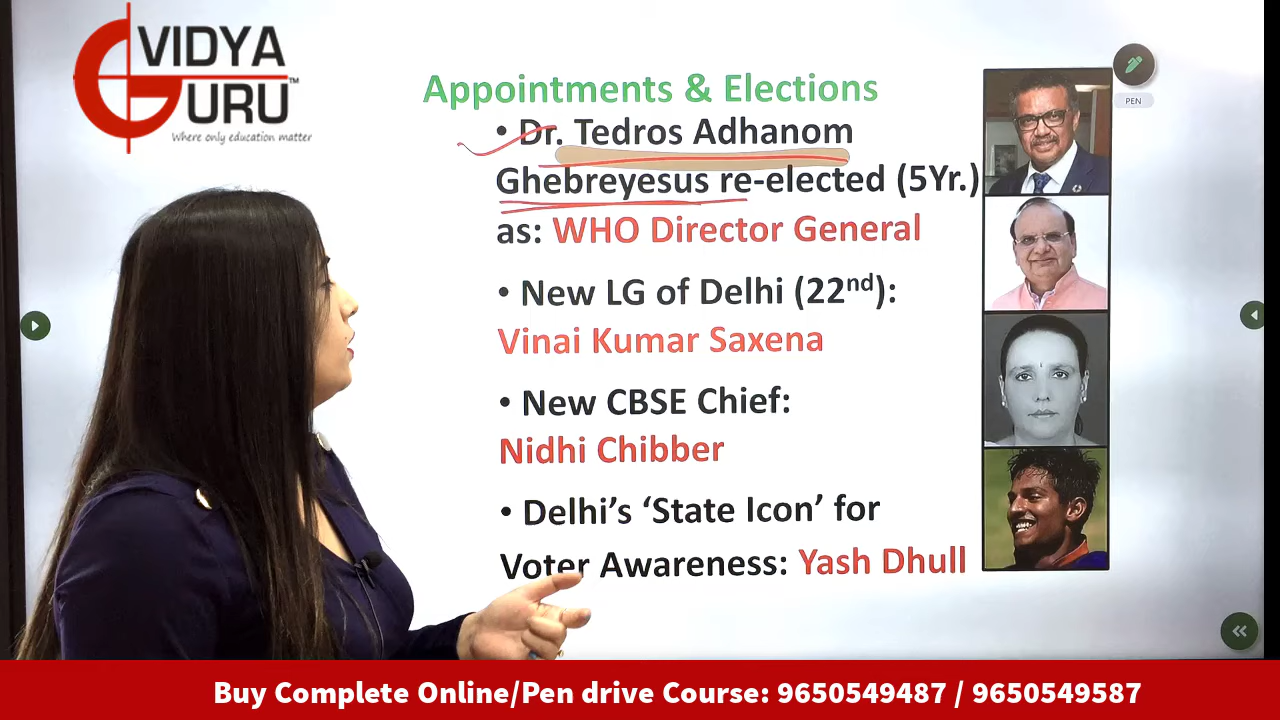 VIDYA
GURU™
Where only education matter
Appointments & Elections
• Dr. Tedros Adhanom
Ghebreyesus re-elected (5Yr.)
as: WHO Director General
• New LG of Delhi (22nd):
Vinai Kumar Saxena
• New CBSE Chief:
Nidhi Chibber
• Delhi's ‘State Icon’ for
Voter Awareness: Yash Dhull
PEN
Buy Complete Online/Pen drive Course: 9650549487 / 9650549587